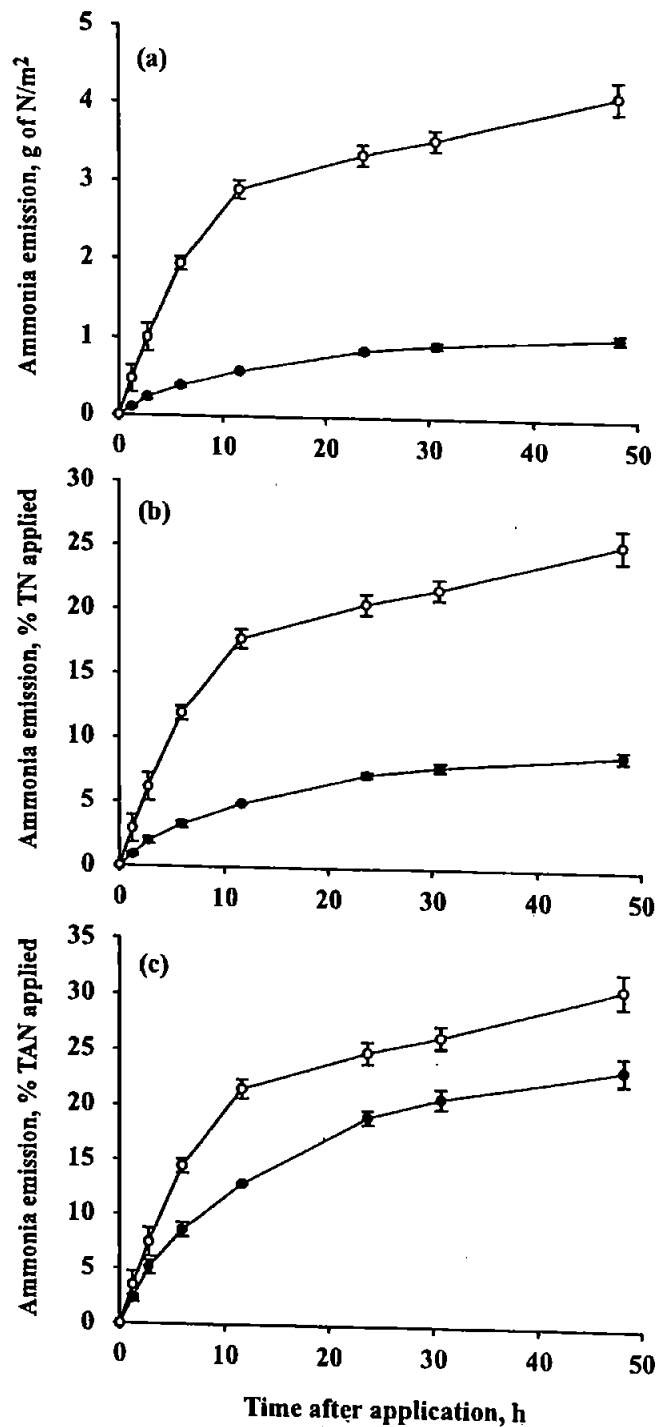 (a)
Ammonia emission, g of N/m²
5
4
3
2
1
0
0 10 20 30 40 50
(b)
Ammonia emission, % TN applied
30
25
20
15
10
5
0
0 10 20 30 40 50
(c)
Ammonia emission, % TAN applied
35
30
25
20
15
10
5
0
0 10 20 30 40 50
Time after application, h